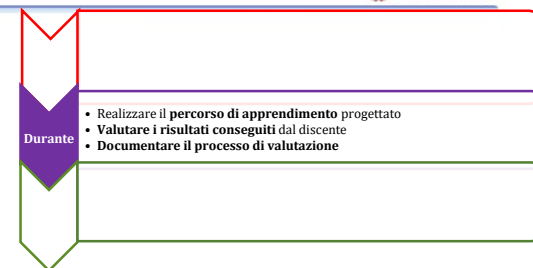 Durante
• Realizzare il percorso di apprendimento progettato
• Valutare i risultati conseguiti dal discente
• Documentare il processo di valutazione